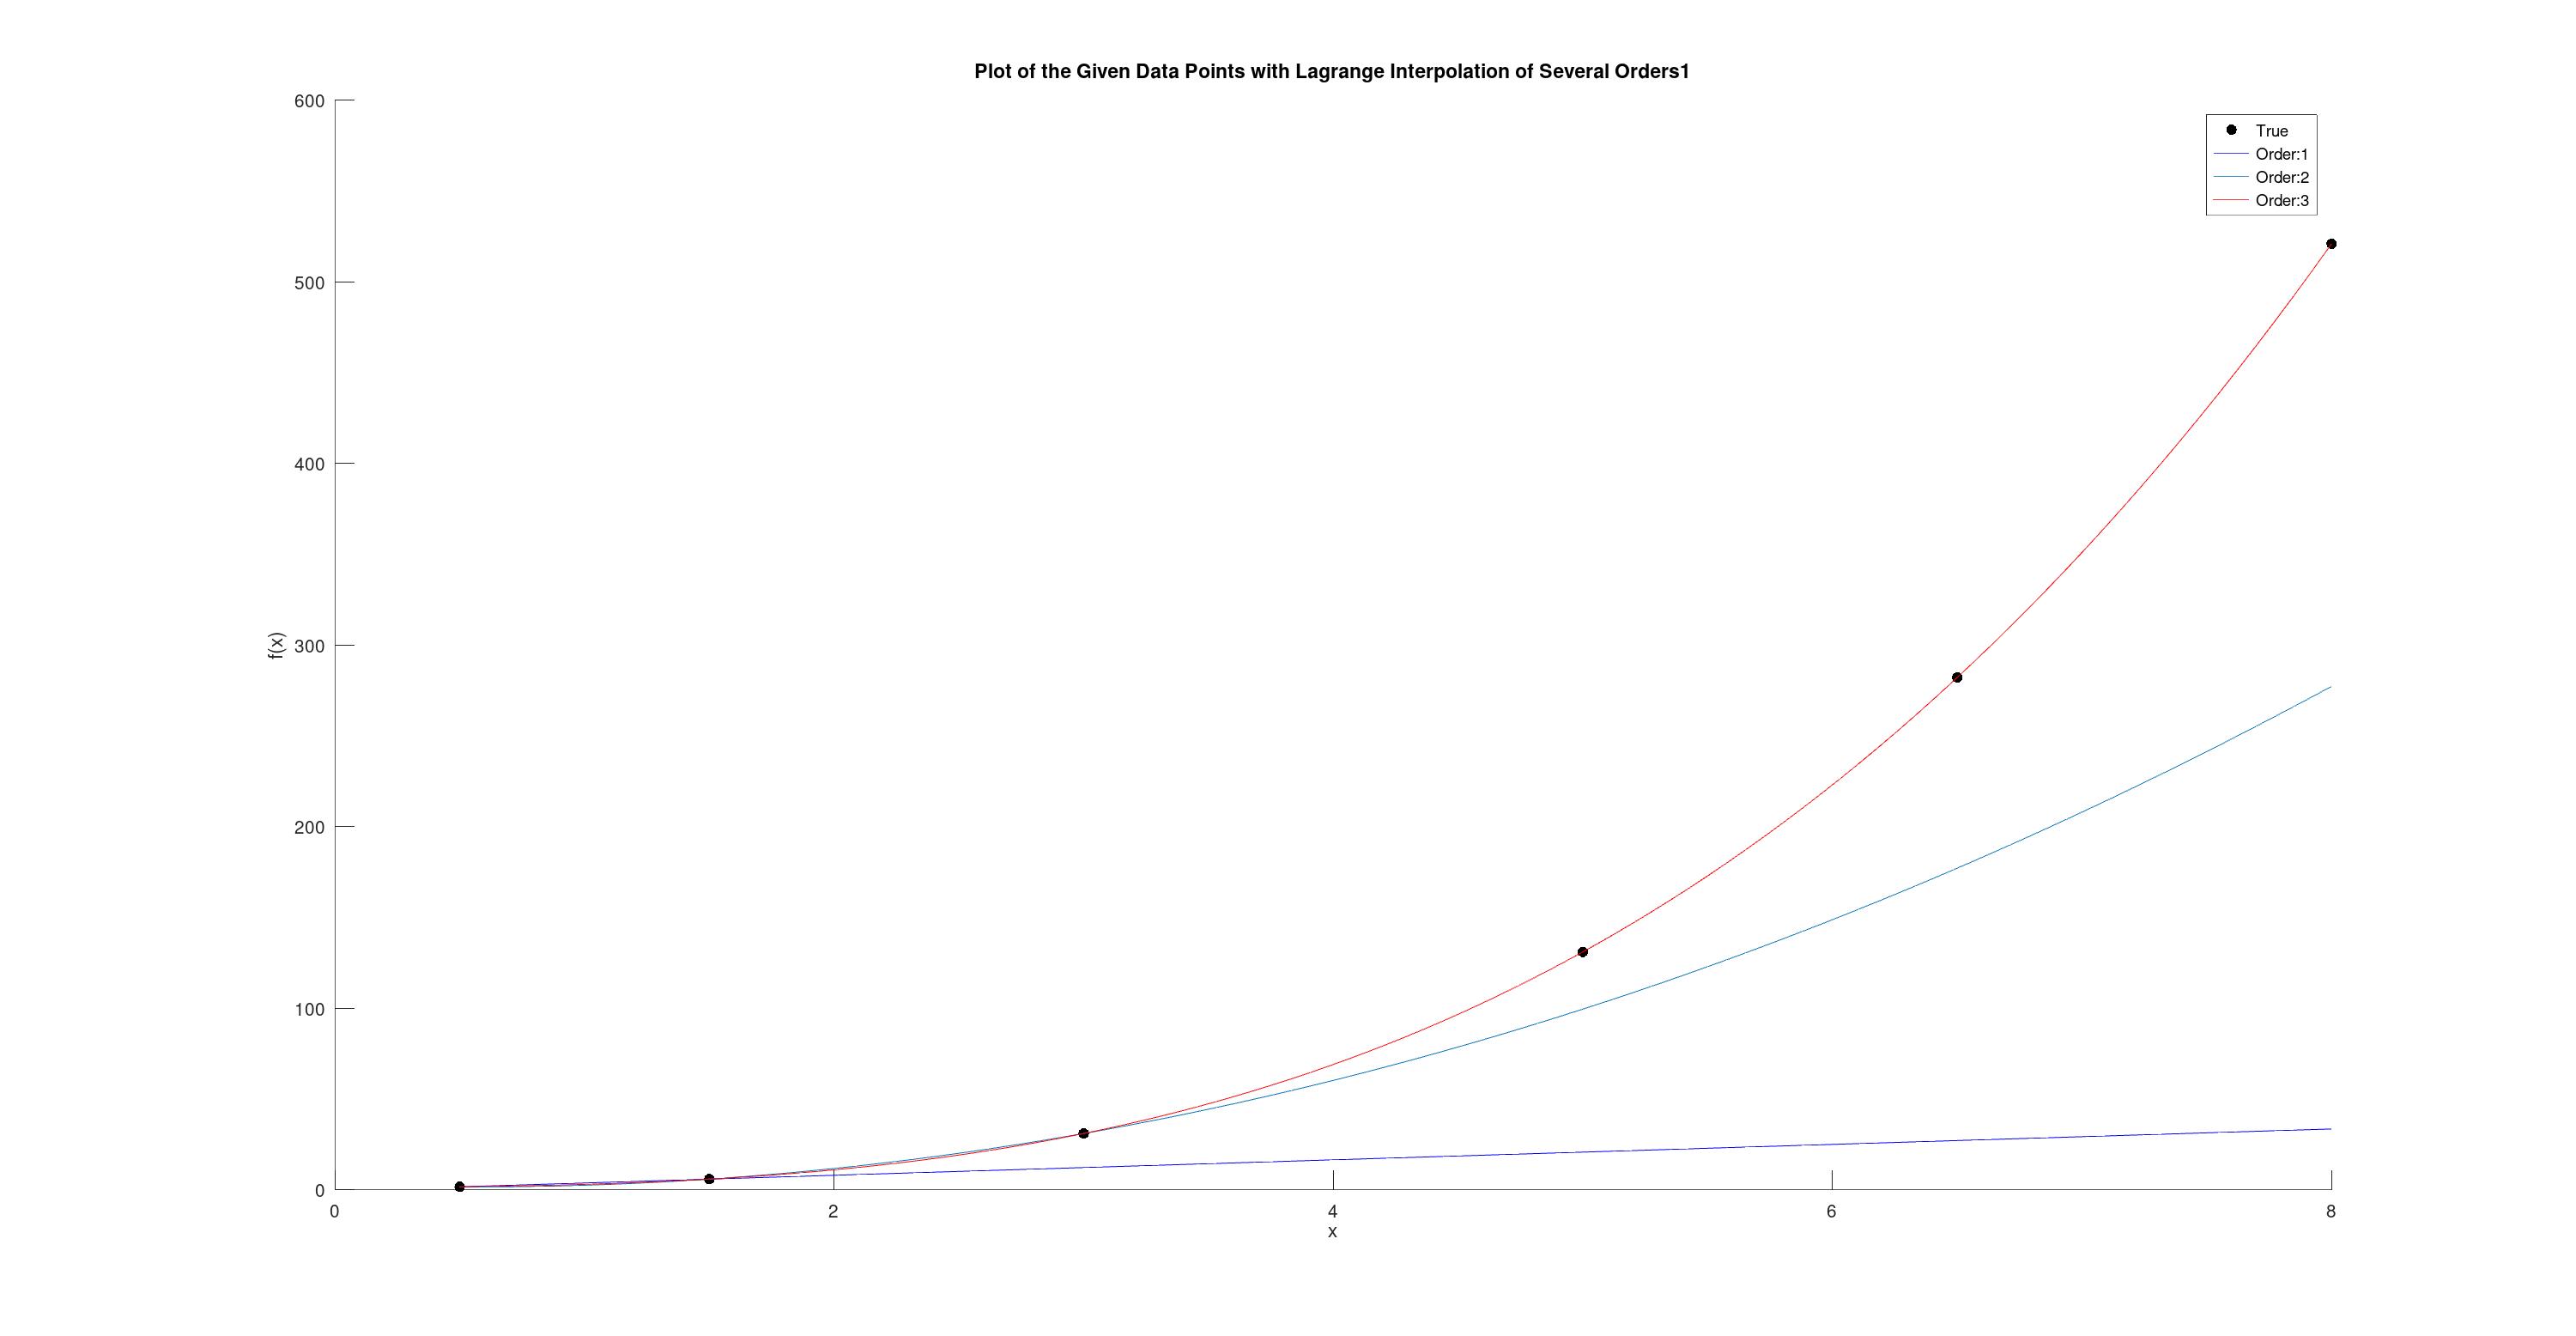 Plot of the Given Data Points with Lagrange Interpolation of Several Orders1
600
500
400
300
200
100
0
f(x)
True
Order:1
Order:2
Order:3
0 2 4 6 8
x